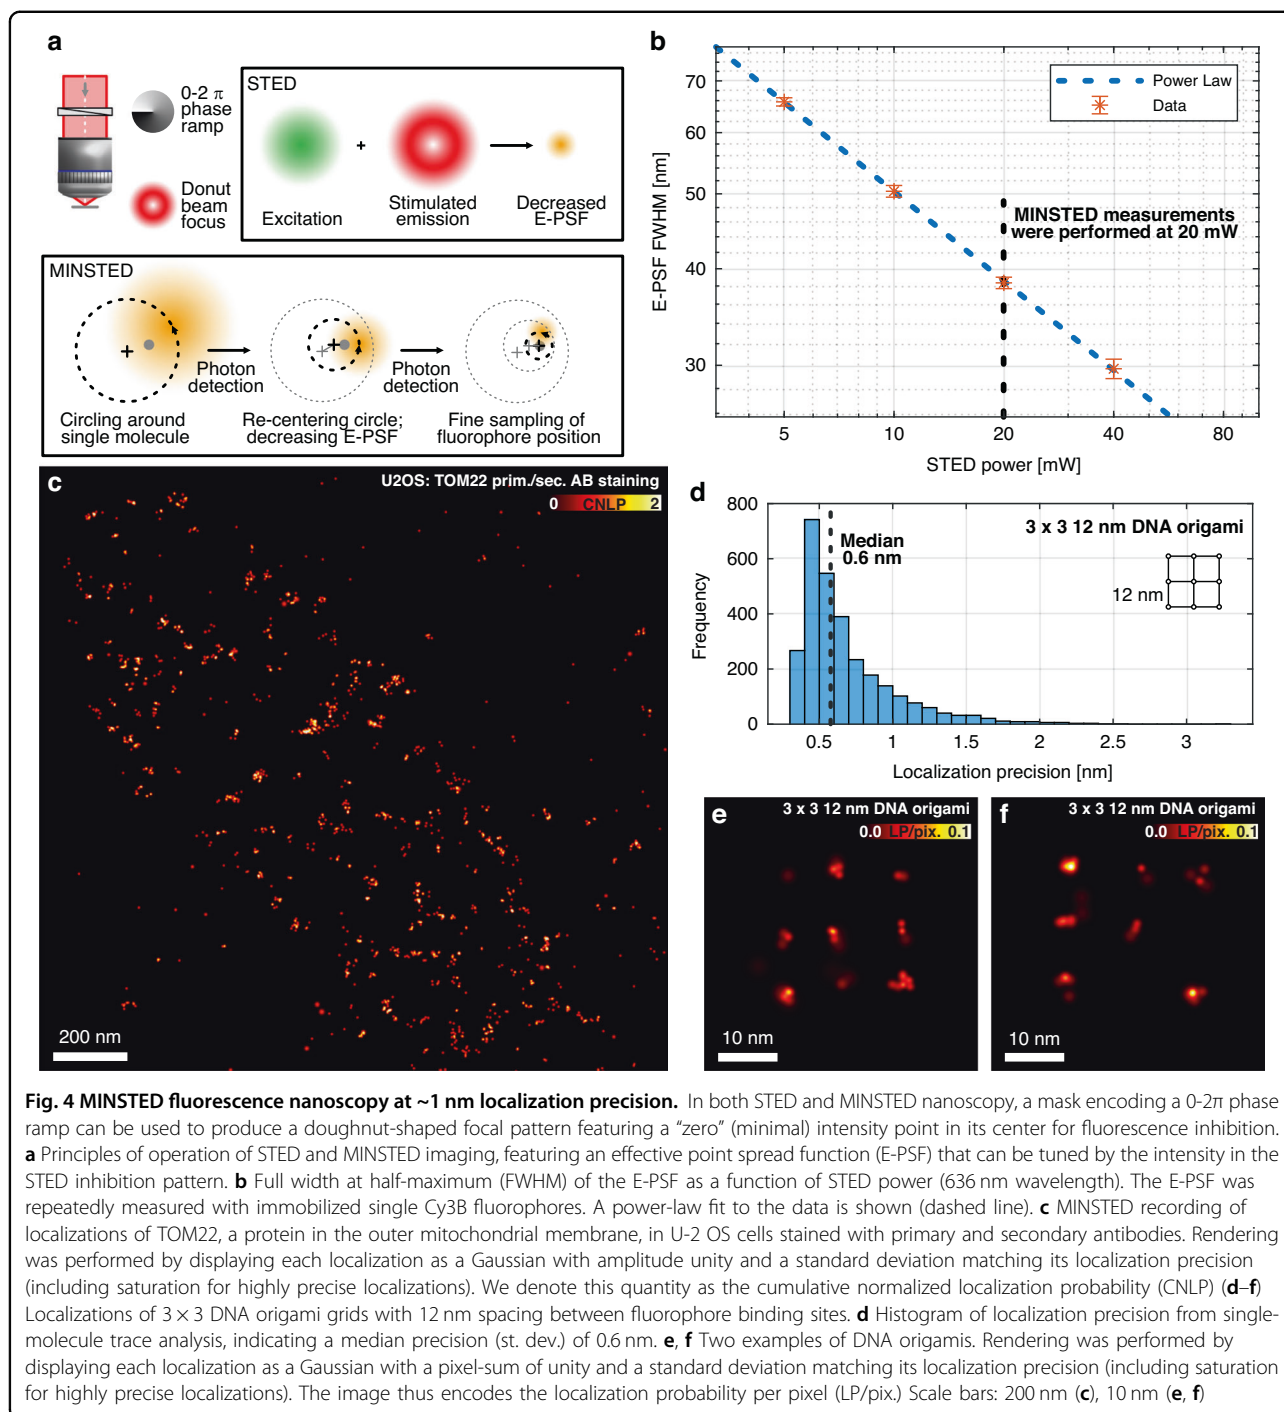 a
0-2 π
phase
ramp
Donut
beam
focus
STED
+
Excitation
Stimulated
emission
Decreased
E-PSF
MINSTED
Photon
detection
Photon
detection
Circling around
single molecule
Re-centering circle;
decreasing E-PSF
Fine sampling of
fluorophore position
b
E-PSF FWHM [nm]
70
60
50
40
30
Power Law
Data
MINSTED measurements
were performed at 20 mW
5 10 20 40 80
STED power [mW]
c
U2OS: TOM22 prim./sec. AB staining
0 CNLP 2
200 nm
d
Frequency
800
600
400
200
0
Median
0.6 nm
3 x 3 12 nm DNA origami
12 nm
0.5 1 1.5 2 2.5 3
Localization precision [nm]
e
3 x 3 12 nm DNA origami
0.0 LP/pix. 0.1
10 nm
f
3 x 3 12 nm DNA origami
0.0 LP/pix. 0.1
10 nm
Fig. 4 MINSTED fluorescence nanoscopy at ~1 nm localization precision. In both STED and MINSTED nanoscopy, a mask encoding a 0-2π phase
ramp can be used to produce a doughnut-shaped focal pattern featuring a “zero” (minimal) intensity point in its center for fluorescence inhibition.
a Principles of operation of STED and MINSTED imaging, featuring an effective point spread function (E-PSF) that can be tuned by the intensity in the
STED inhibition pattern. b Full width at half-maximum (FWHM) of the E-PSF as a function of STED power (636 nm wavelength). The E-PSF was
repeatedly measured with immobilized single Cy3B fluorophores. A power-law fit to the data is shown (dashed line). c MINSTED recording of
localizations of TOM22, a protein in the outer mitochondrial membrane, in U-2 OS cells stained with primary and secondary antibodies. Rendering
was performed by displaying each localization as a Gaussian with amplitude unity and a standard deviation matching its localization precision
(including saturation for highly precise localizations). We denote this quantity as the cumulative normalized localization probability (CNLP) (d–f)
Localizations of 3 × 3 DNA origami grids with 12 nm spacing between fluorophore binding sites. d Histogram of localization precision from single-
molecule trace analysis, indicating a median precision (st. dev.) of 0.6 nm. e, f Two examples of DNA origamis. Rendering was performed by
displaying each localization as a Gaussian with a pixel-sum of unity and a standard deviation matching its localization precision (including saturation
for highly precise localizations). The image thus encodes the localization probability per pixel (LP/pix.) Scale bars: 200 nm (c), 10 nm (e, f)